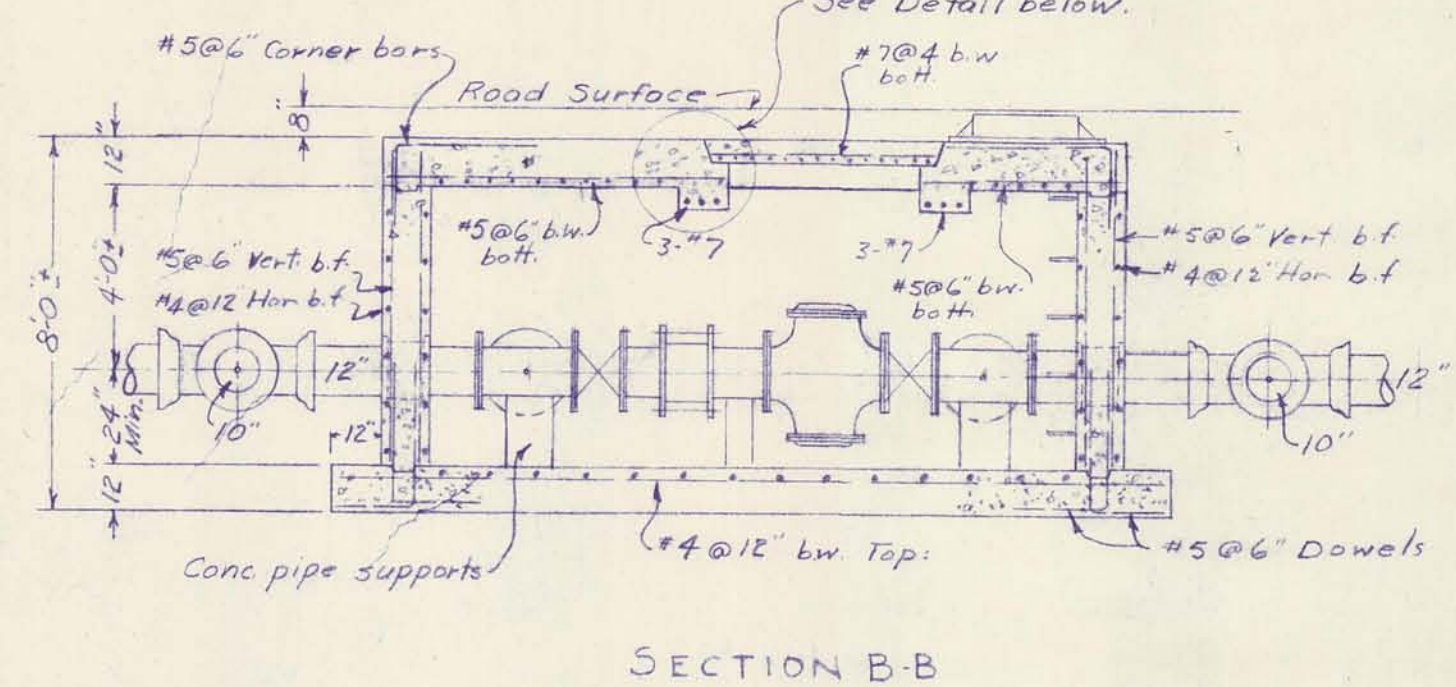 See Detail below.
#5@6" Corner bars
#7@4 b.w
bott.
Road Surface
8"
12"
#5@6" b.w.
bott.
3-#7
3-#7
#5@6" bw.
bott.
#5@6" Vert. b.f.
#4@12" Hor b.f
#5@6" Vert. b.f.
#4@12" Hor b.f
8'-0"±
4'-0±
24"
Min.
12"
12"
12"
12"
10"
10"
Conc. pipe supports
#4@12" bw. Top:
#5@6" Dowels
SECTION B-B